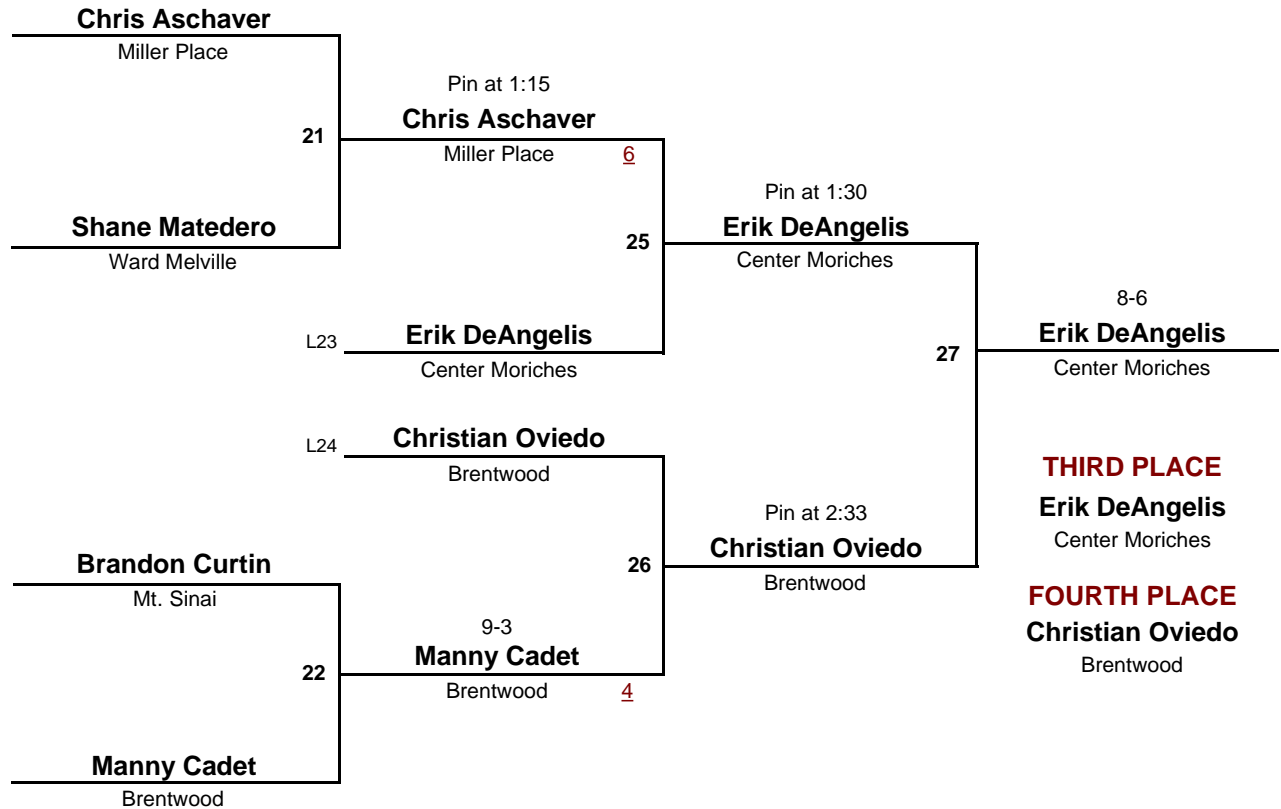 Chris Aschaver
Miller Place
21
Shane Matedero
Ward Melville
Pin at 1:15
Chris Aschaver
Miller Place 6
25
L23 Erik DeAngelis
Center Moriches
Pin at 1:30
Erik DeAngelis
Center Moriches
L24 Christian Oviedo
Brentwood
26
Brandon Curtin
Mt. Sinai
22
Manny Cadet
Brentwood
9-3
Manny Cadet
Brentwood 4
Pin at 2:33
Christian Oviedo
Brentwood
27
8-6
Erik DeAngelis
Center Moriches
THIRD PLACE
Erik DeAngelis
Center Moriches
FOURTH PLACE
Christian Oviedo
Brentwood